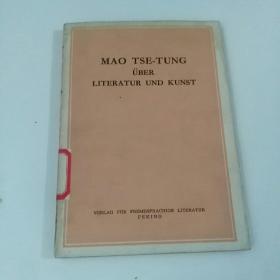 MAO TSE-TUNG
ÜBER
LITERATUR UND KUNST
VERLAG FÜR FREMDSPRACHIGE LITERATUR
PEKING